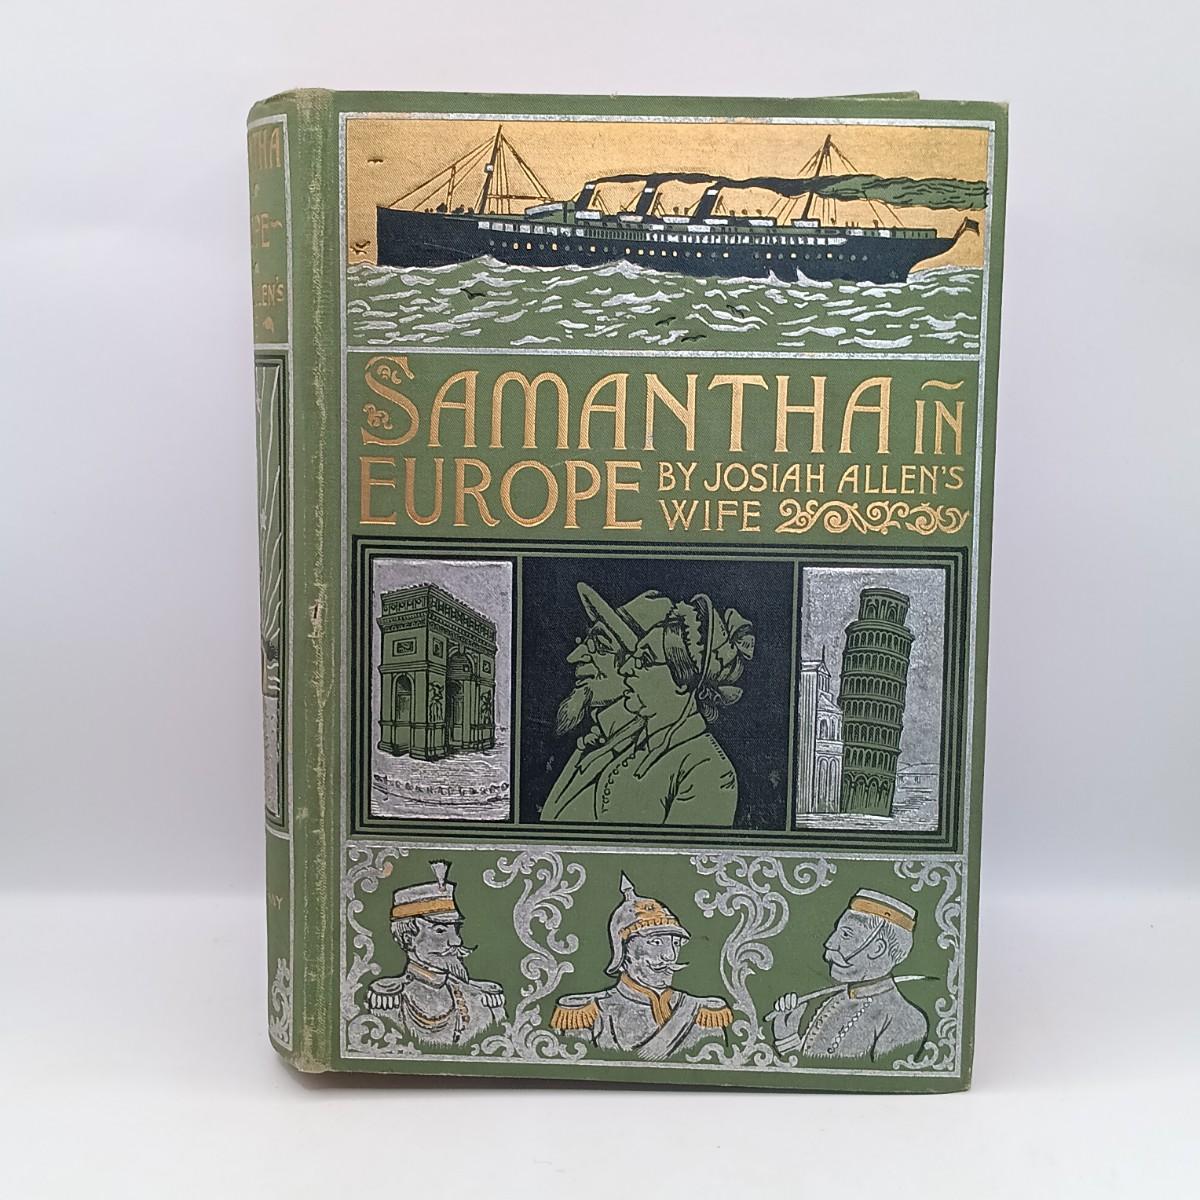 SAMANTHA IN
EUROPE BY JOSIAH ALLEN'S
WIFE